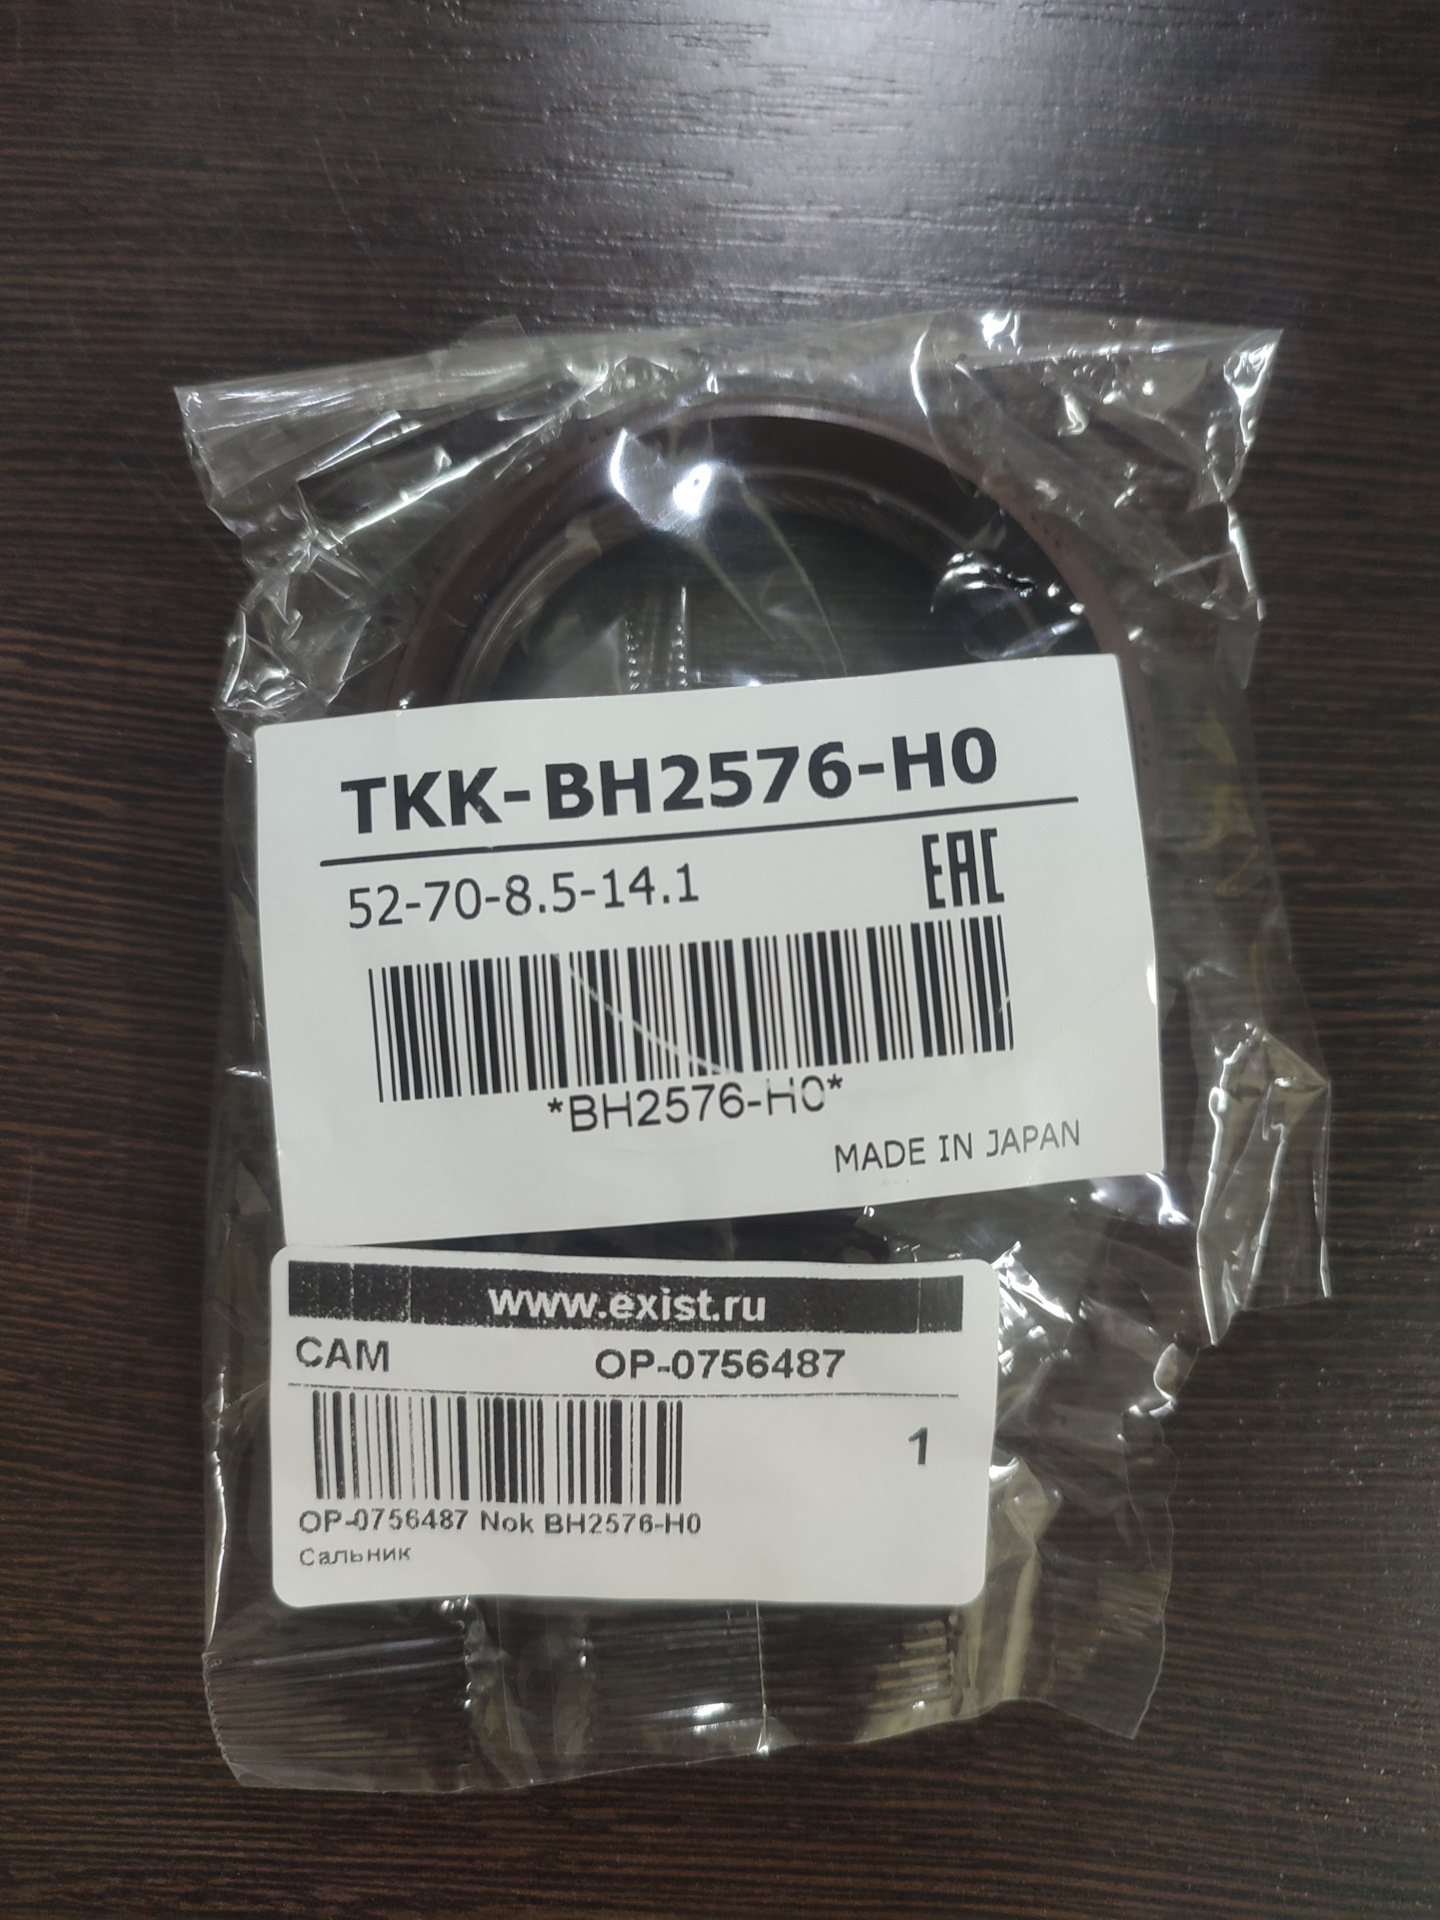 TKK-BH2576-H0
52-70-8.5-14.1
EAC
*BH2576-H0*
MADE IN JAPAN
www.exist.ru
САМ
OP-0756487
1
OP-0756487 Nok BH2576-H0
Сальник